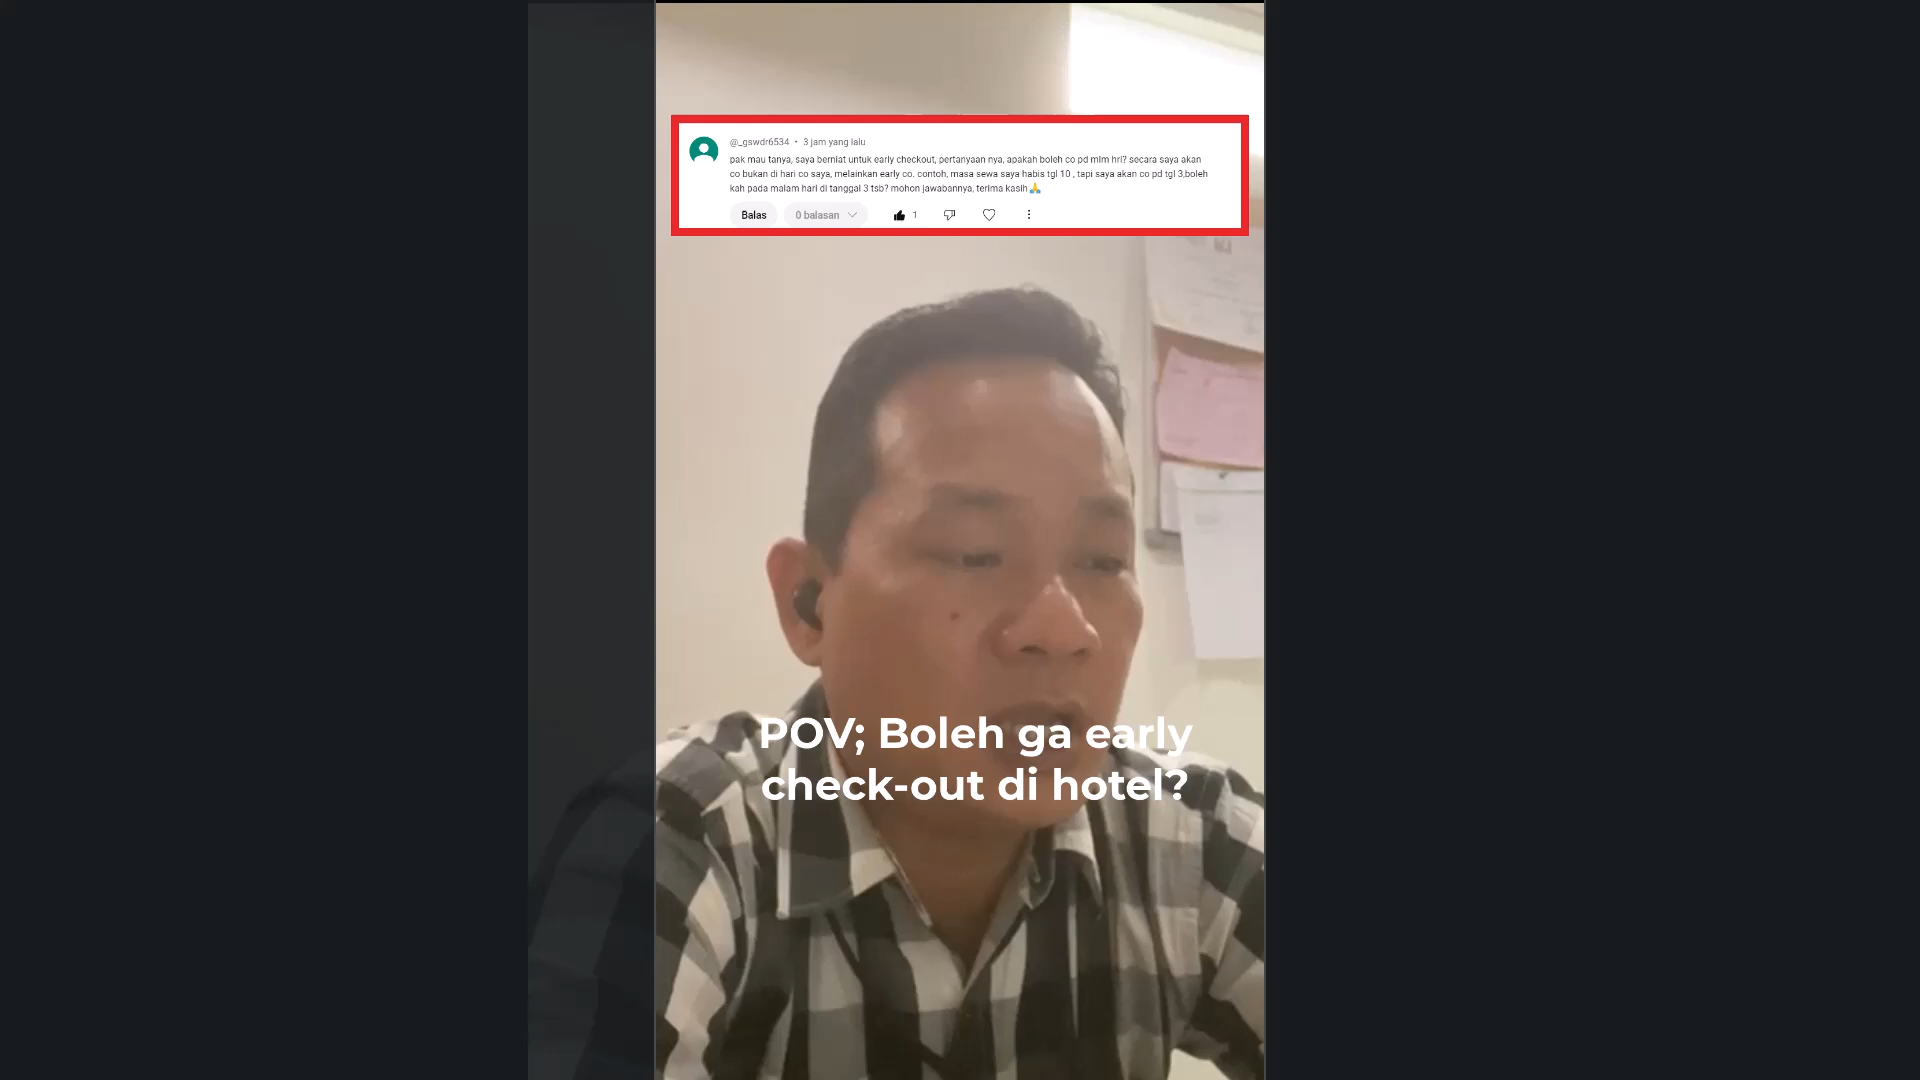 @_gswdr6534 • 3 jam yang lalu
pak mau tanya, saya berniat untuk early checkout, pertanyaan nya, apakah boleh co pd mlm hri? secara saya akan
co bukan di hari co saya, melainkan early co. contoh, masa sewa saya habis tgl 10 , tapi saya akan co pd tgl 3,boleh
kah pada malam hari di tanggal 3 tsb? mohon jawabannya, terima kasih🙏
Balas 0 balasan 1
POV; Boleh ga early
check-out di hotel?